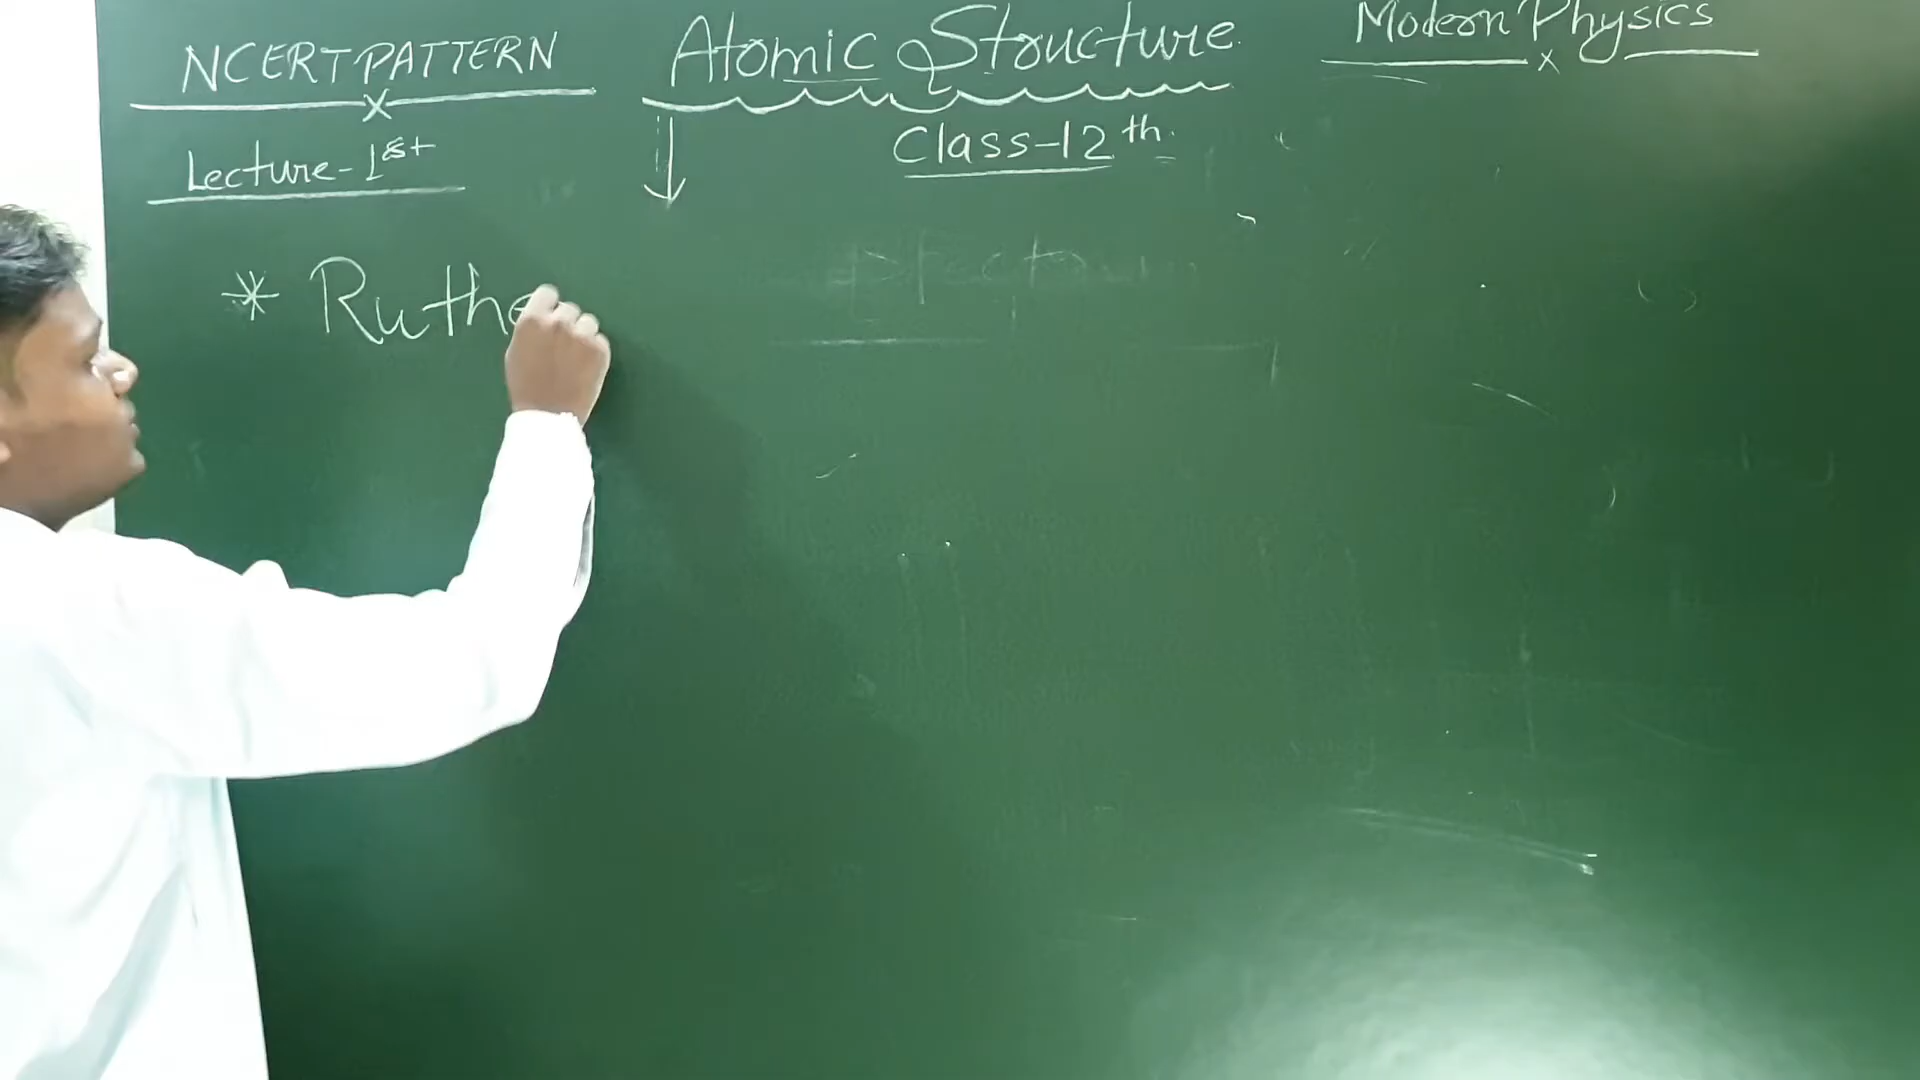 NCERT PATTERN
Atomic Structure
Modern Physics
Lecture-1st
Class-12th
* Ruthe